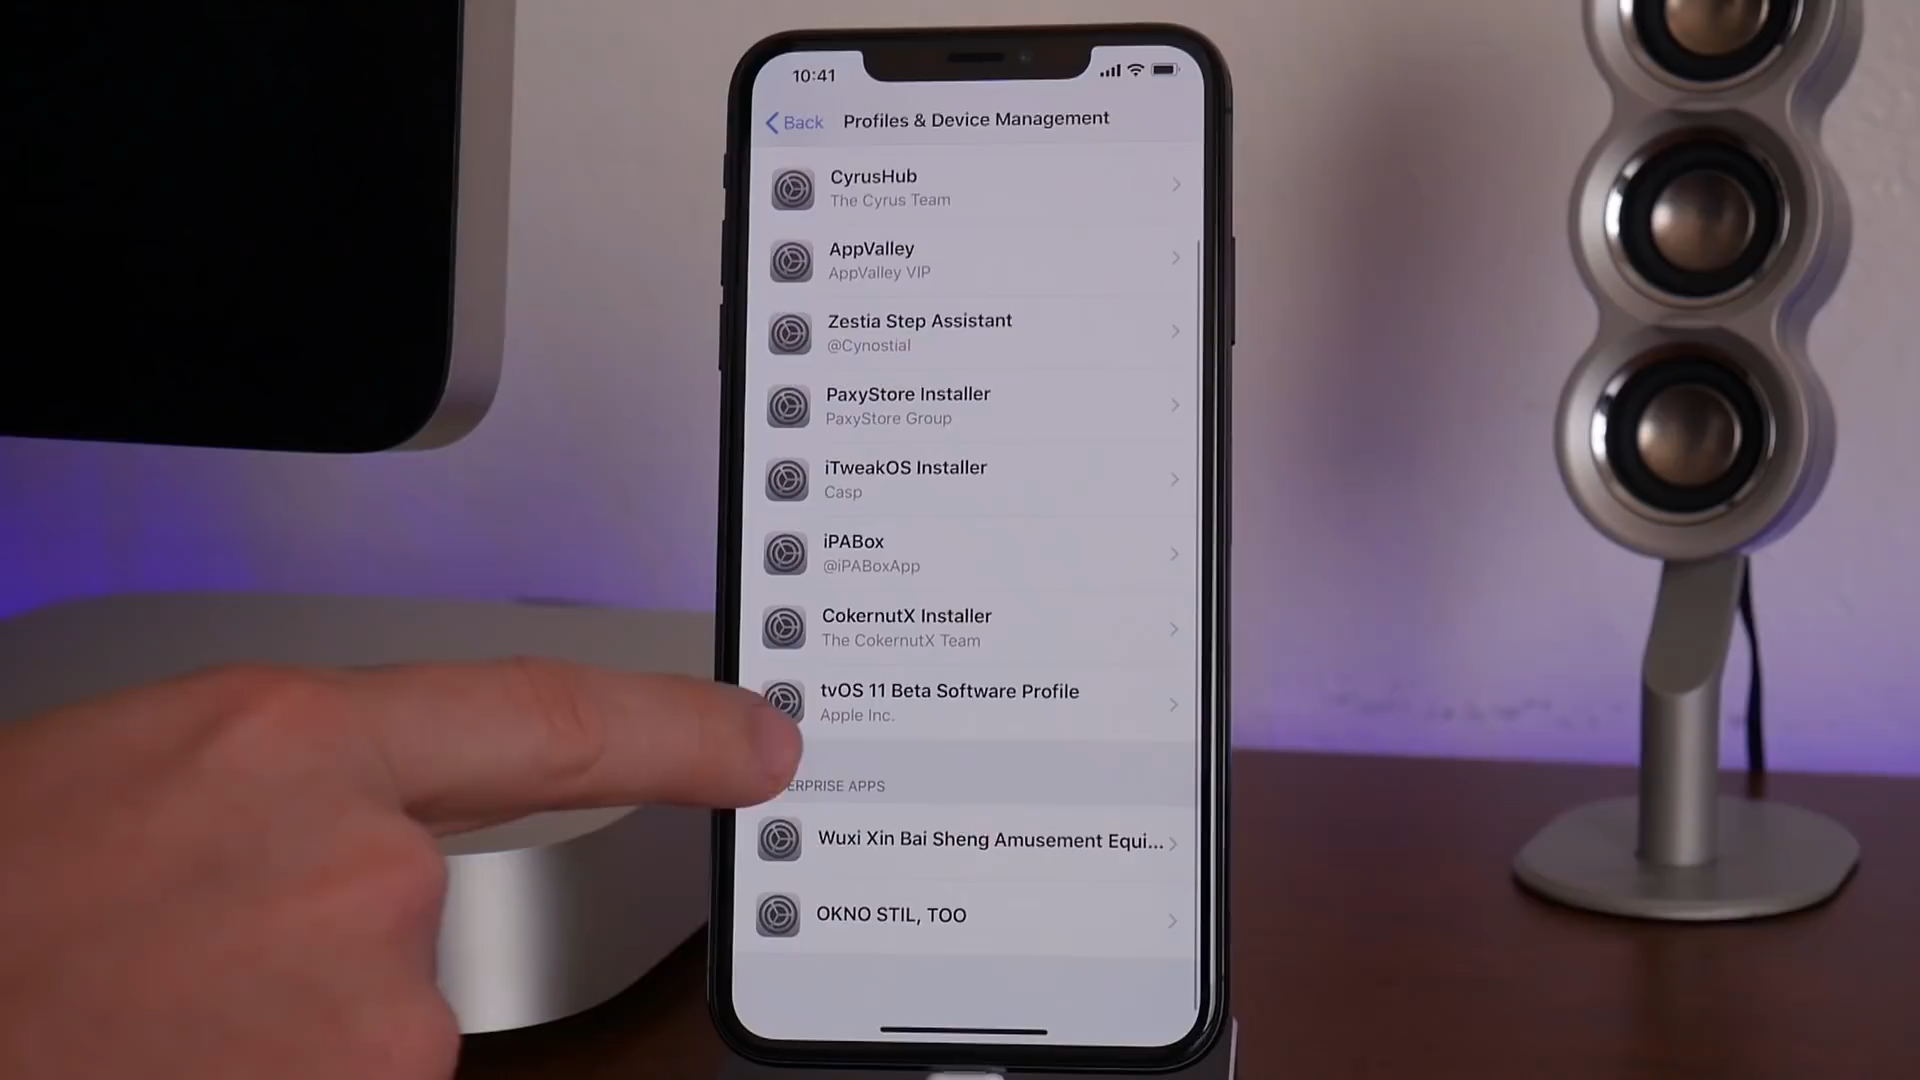 10:41
Back Profiles & Device Management
CyrusHub
The Cyrus Team
AppValley
AppValley VIP
Zestia Step Assistant
@Cynostial
PaxyStore Installer
PaxyStore Group
iTweakOS Installer
Casp
iPABox
@iPABoxApp
CokernutX Installer
The CokernutX Team
tvOS 11 Beta Software Profile
Apple Inc.
ERPRISE APPS
Wuxi Xin Bai Sheng Amusement Equi...
OKNO STIL, TOO